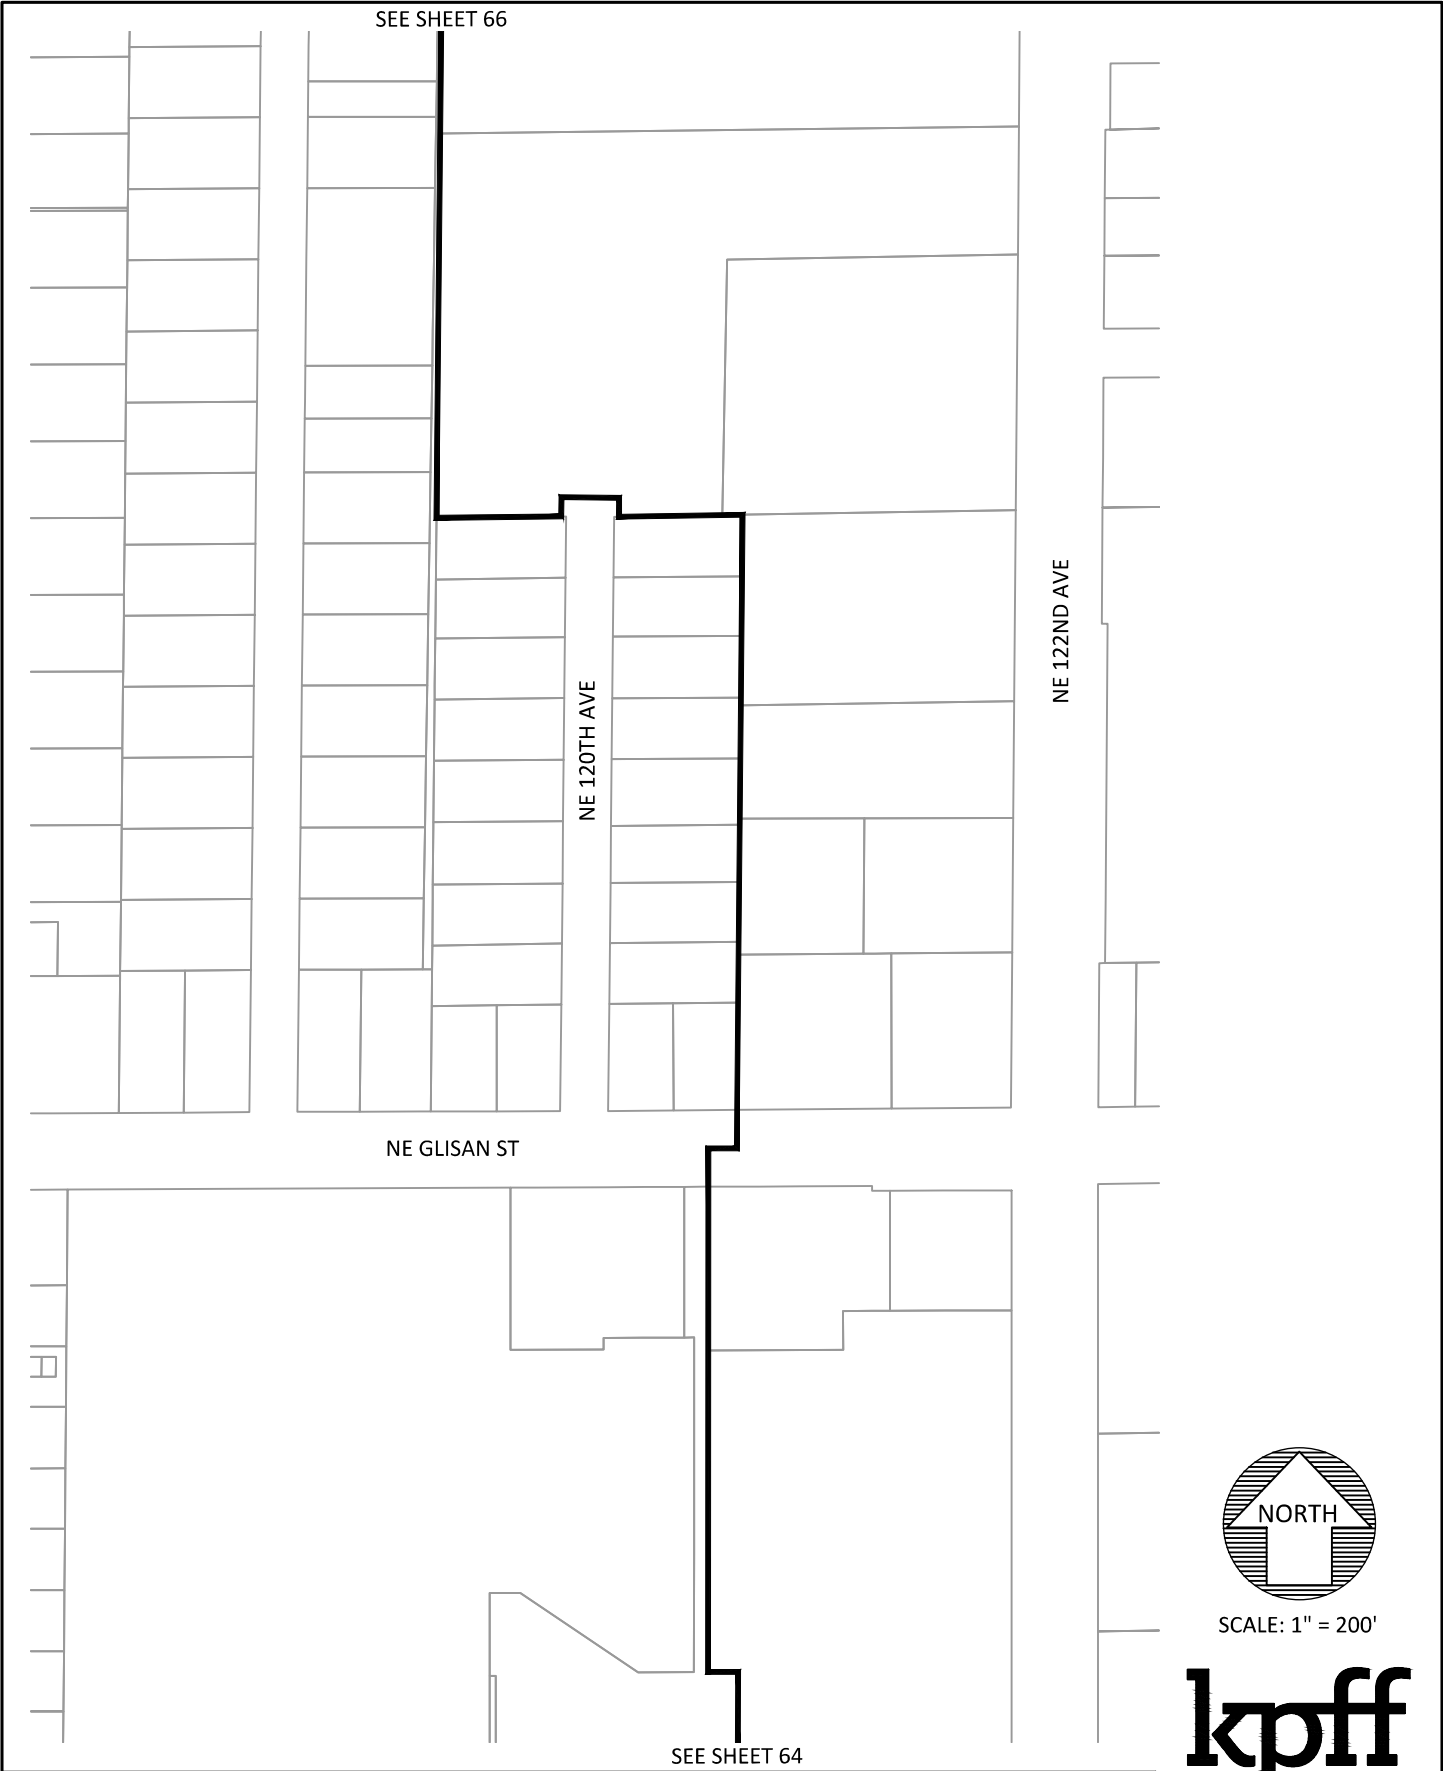 SEE SHEET 66
NE 122ND AVE
NE 120TH AVE
NE GLISAN ST
NORTH
SCALE: 1" = 200'
kpff
SEE SHEET 64